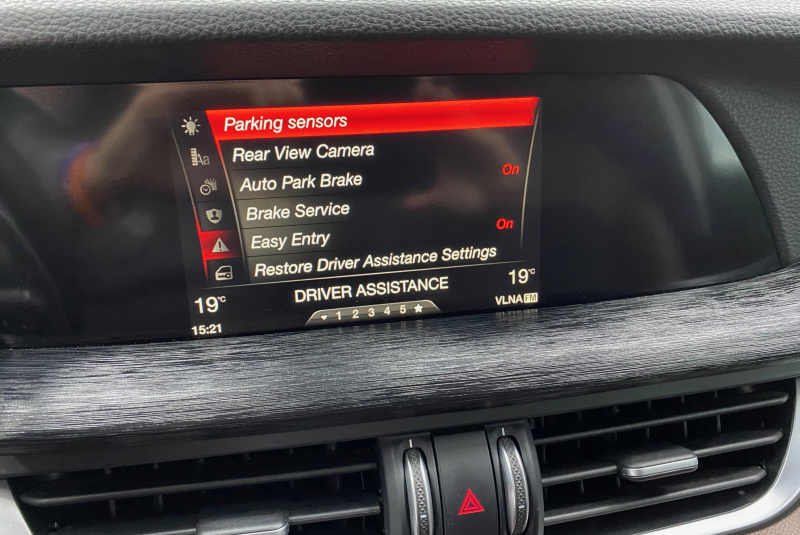 Parking sensors
Rear View Camera
Auto Park Brake On
Brake Service
Easy Entry On
Restore Driver Assistance Settings
19°C DRIVER ASSISTANCE 19°C
15:21 1 2 3 4 5 VLNA FM